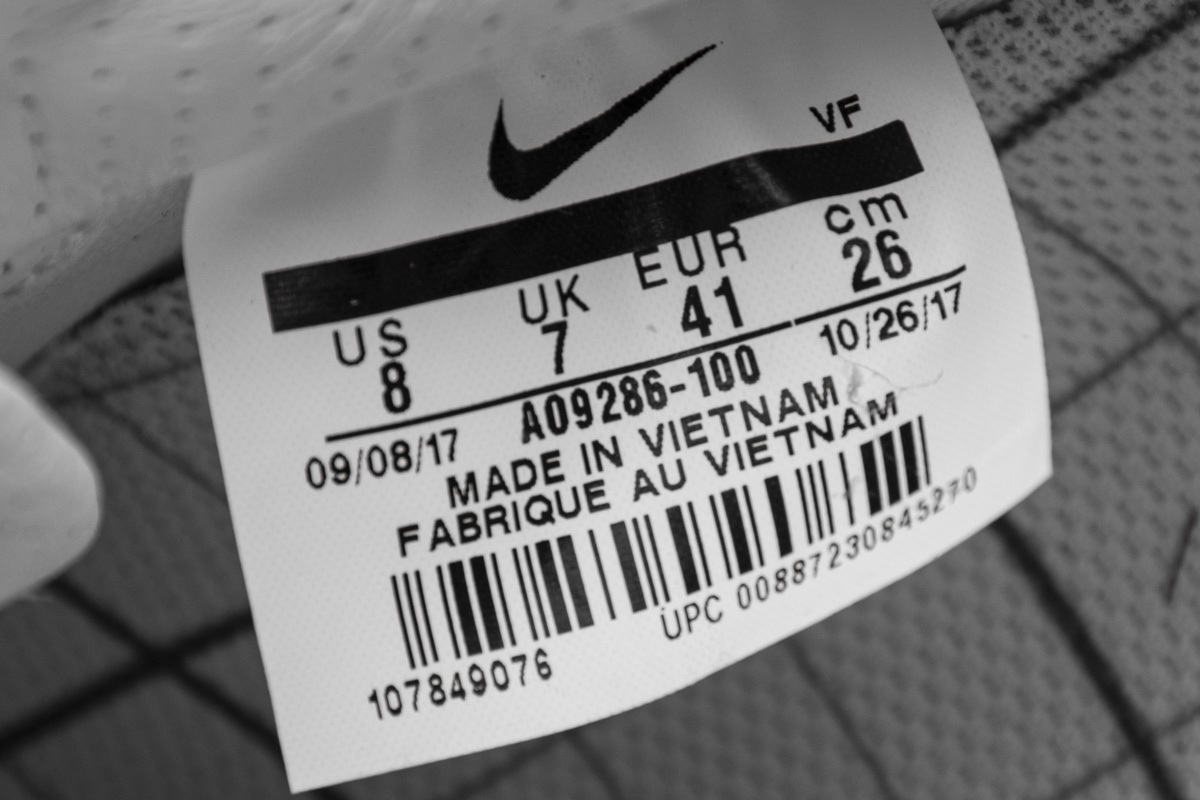 VF
US UK EUR cm
8 7 41 26
09/08/17 A09286-100 10/26/17
MADE IN VIETNAM
FABRIQUE AU VIETNAM
107849076 UPC 00887230845270